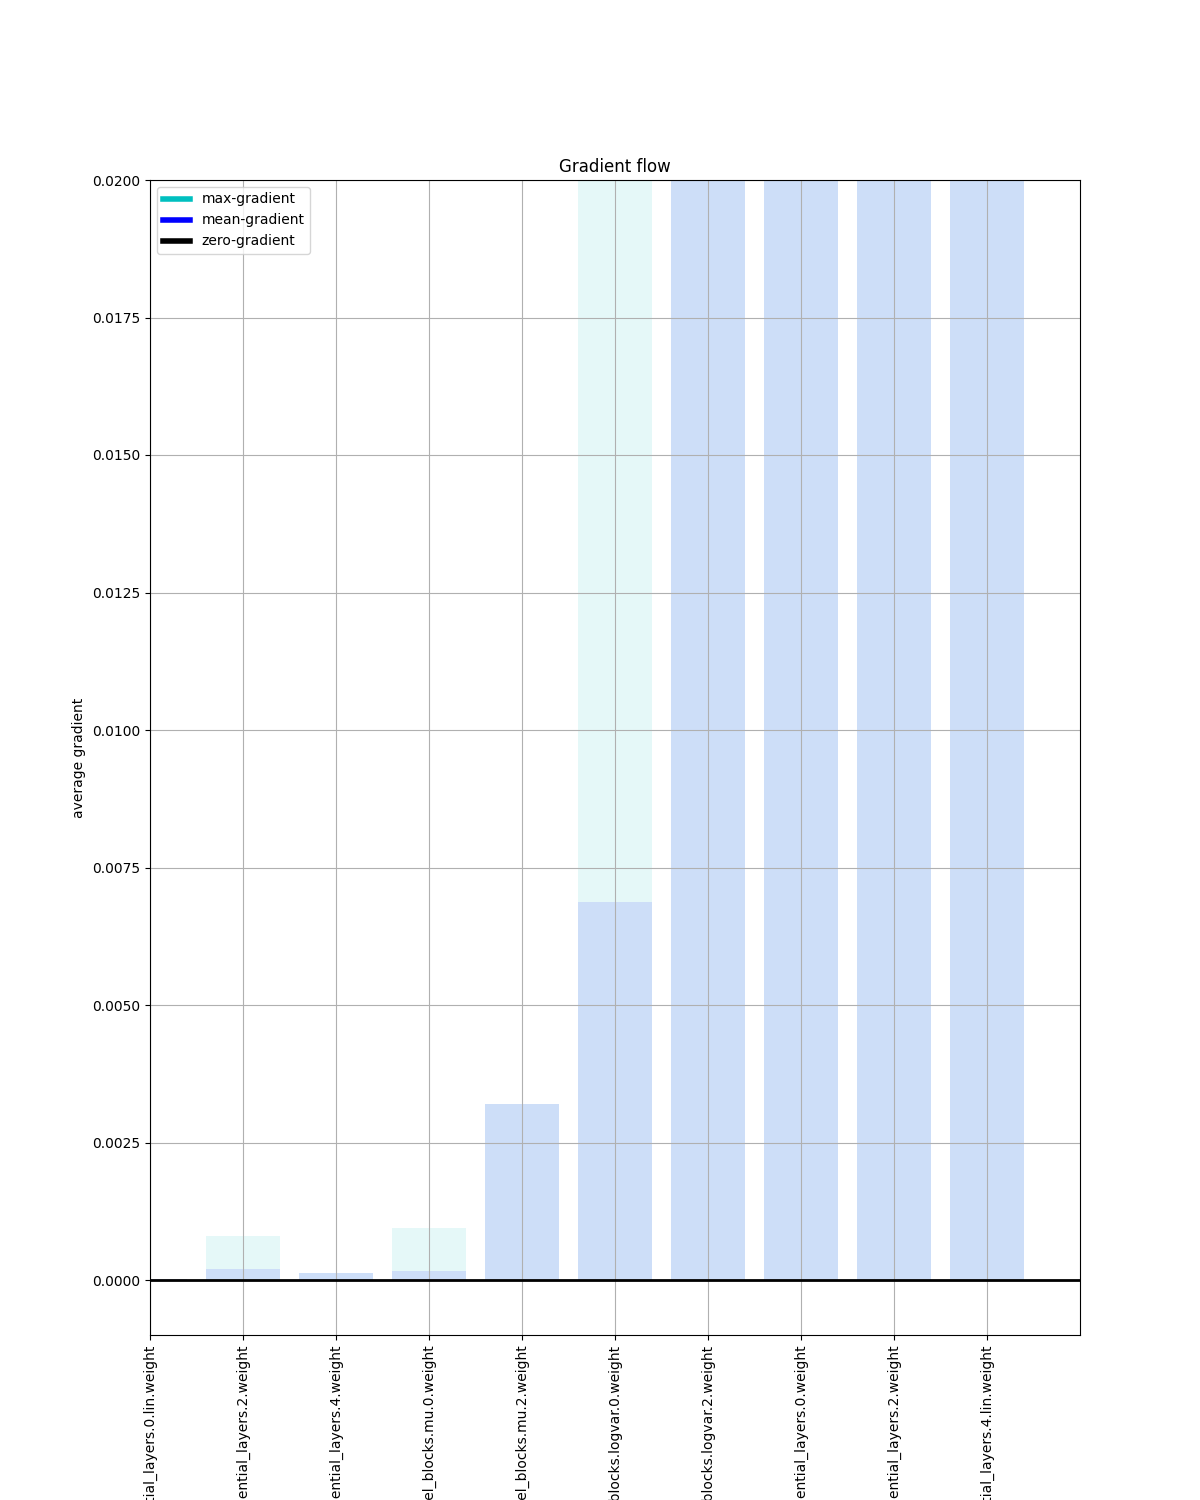 Gradient flow
max-gradient
mean-gradient
zero-gradient
0.0200
0.0175
0.0150
0.0125
0.0100
0.0075
0.0050
0.0025
0.0000
average gradient
tial_layers.0.lin.weight
ential_layers.2.weight
ential_layers.4.weight
el_blocks.mu.0.weight
el_blocks.mu.2.weight
blocks.logvar.0.weight
blocks.logvar.2.weight
ential_layers.0.weight
ential_layers.2.weight
tial_layers.4.lin.weight